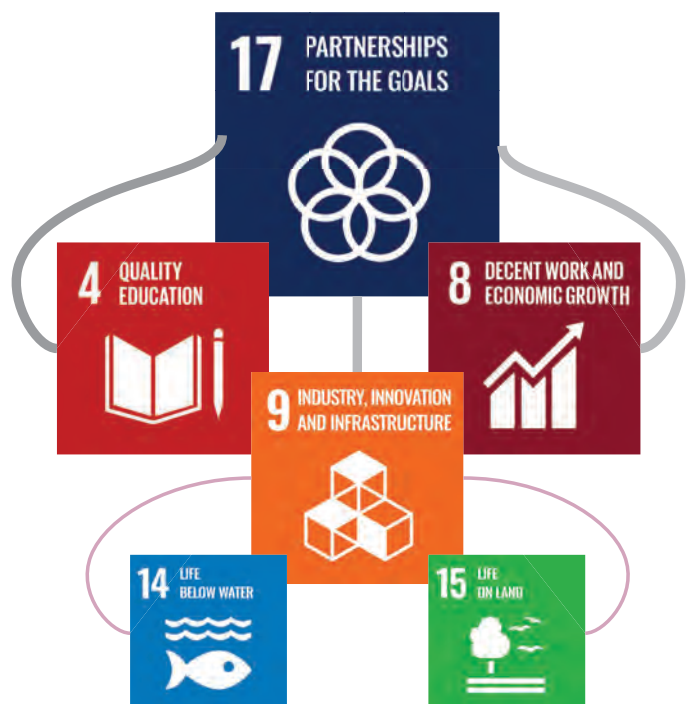 17 PARTNERSHIPS
FOR THE GOALS
4 QUALITY
EDUCATION
8 DECENT WORK AND
ECONOMIC GROWTH
9 INDUSTRY, INNOVATION
AND INFRASTRUCTURE
14 LIFE
BELOW WATER
15 LIFE
ON LAND